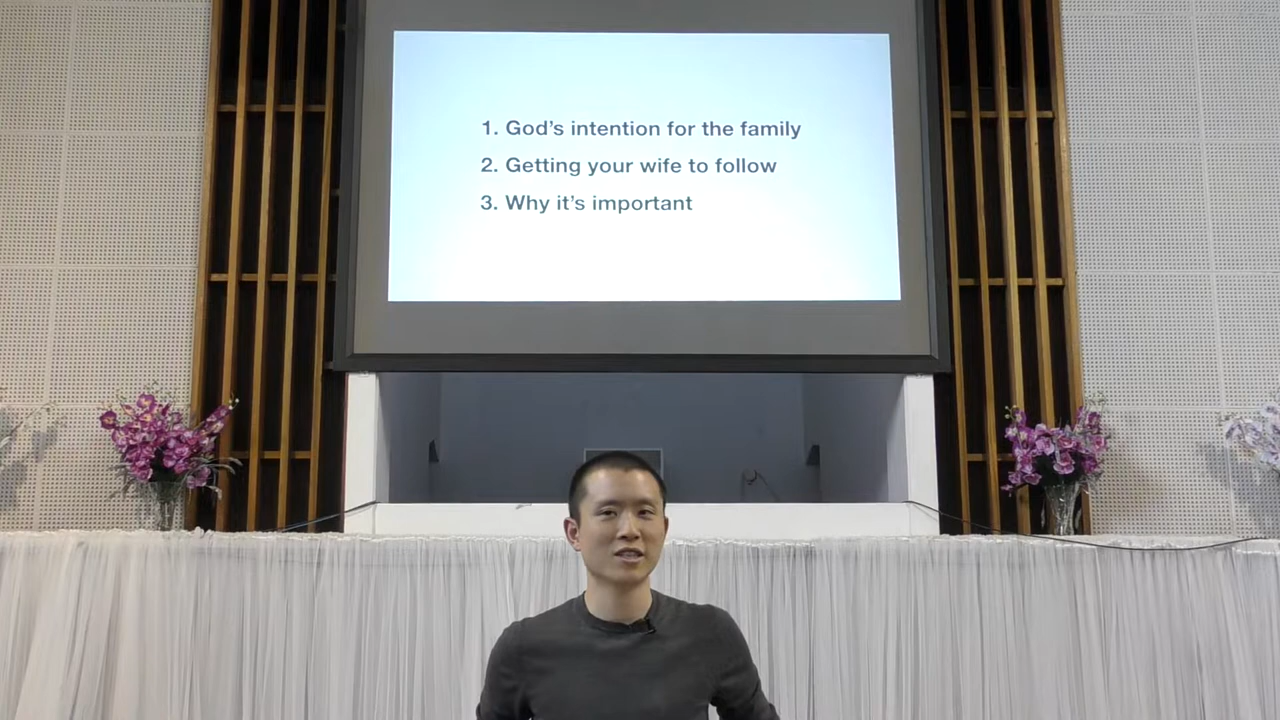 1. God’s intention for the family
2. Getting your wife to follow
3. Why it’s important